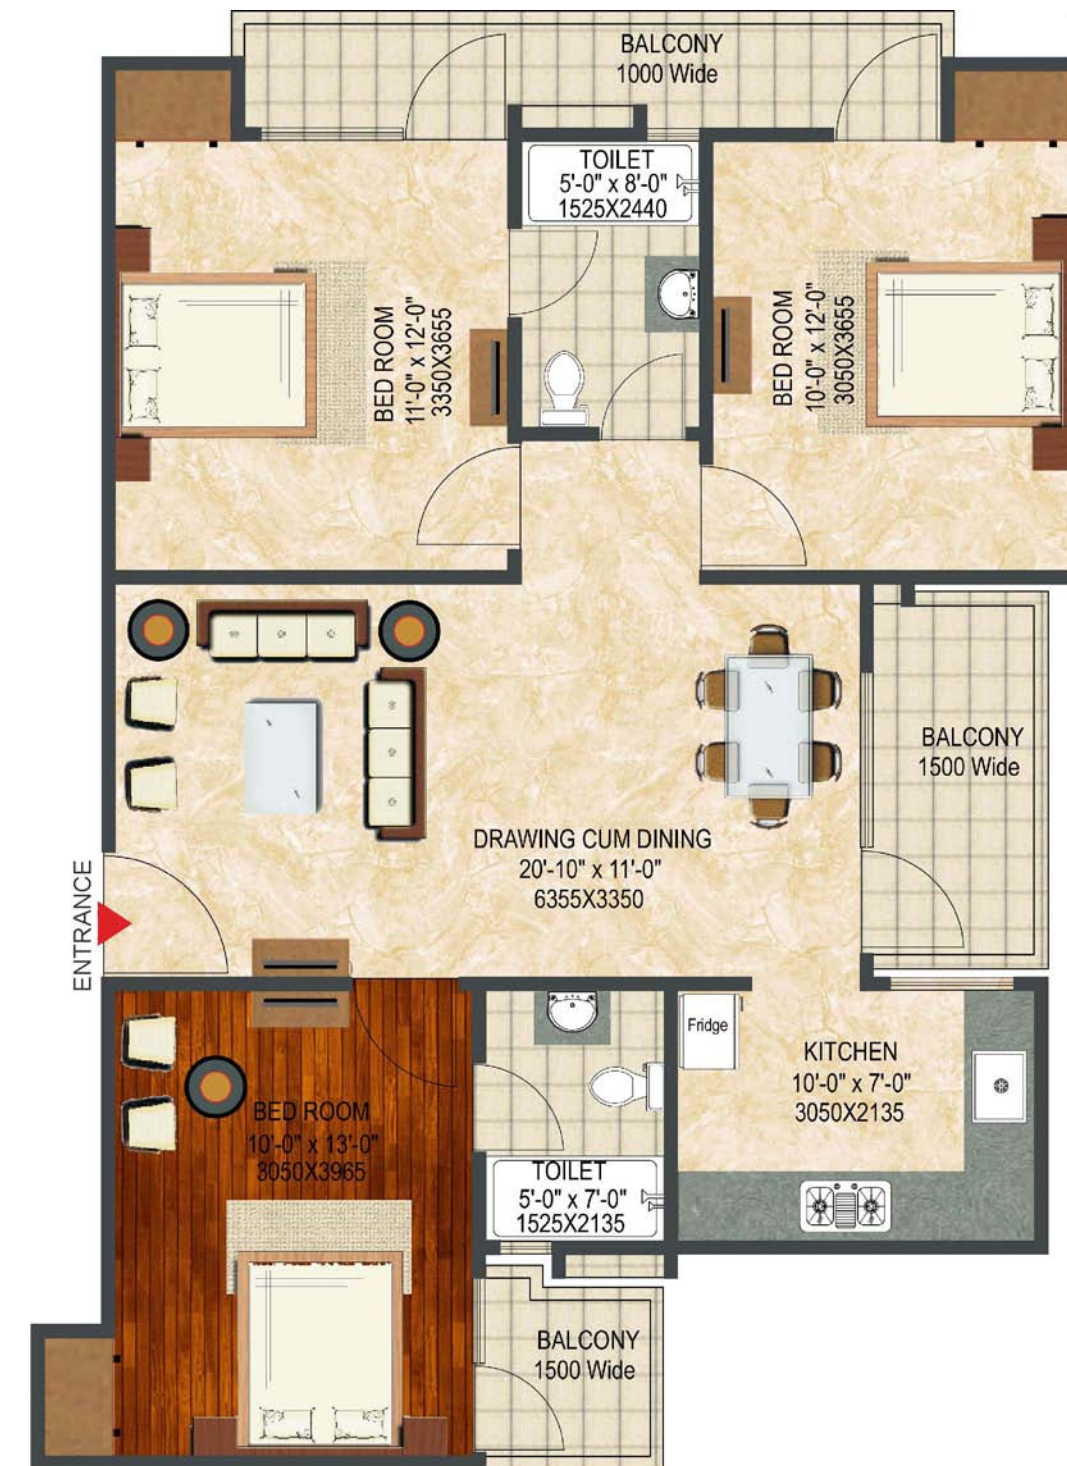 BALCONY
1000 Wide
TOILET
5'-0" x 8'-0"
1525X2440
BED ROOM
11'-0" x 12'-0"
3350X3655
BED ROOM
10'-0" x 12'-0"
3050X3655
BALCONY
1500 Wide
DRAWING CUM DINING
20'-10" x 11'-0"
6355X3350
ENTRANCE
Fridge
KITCHEN
10'-0" x 7'-0"
3050X2135
BED ROOM
10'-0" x 13'-0"
3050X3965
TOILET
5'-0" x 7'-0"
1525X2135
BALCONY
1500 Wide